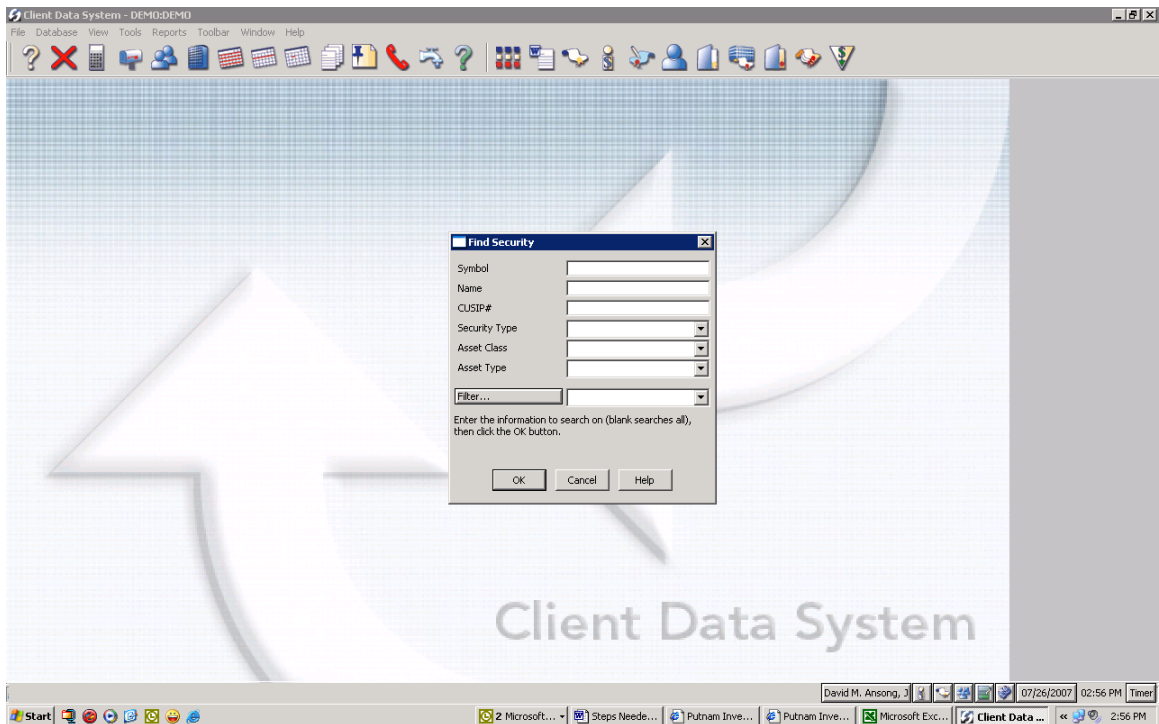 Client Data System - DEMO:DEMO
File Database View Tools Reports Toolbar Window Help
Find Security
Symbol
Name
CUSIP#
Security Type
Asset Class
Asset Type
Filter...
Enter the information to search on (blank searches all),
then click the OK button.
OK Cancel Help
Client Data System
David M. Ansong, J 07/26/2007 02:56 PM Timer
Start 2 Microsoft... Steps Neede... Putnam Inve... Putnam Inve... Microsoft Exc... Client Data ... « 2:56 PM